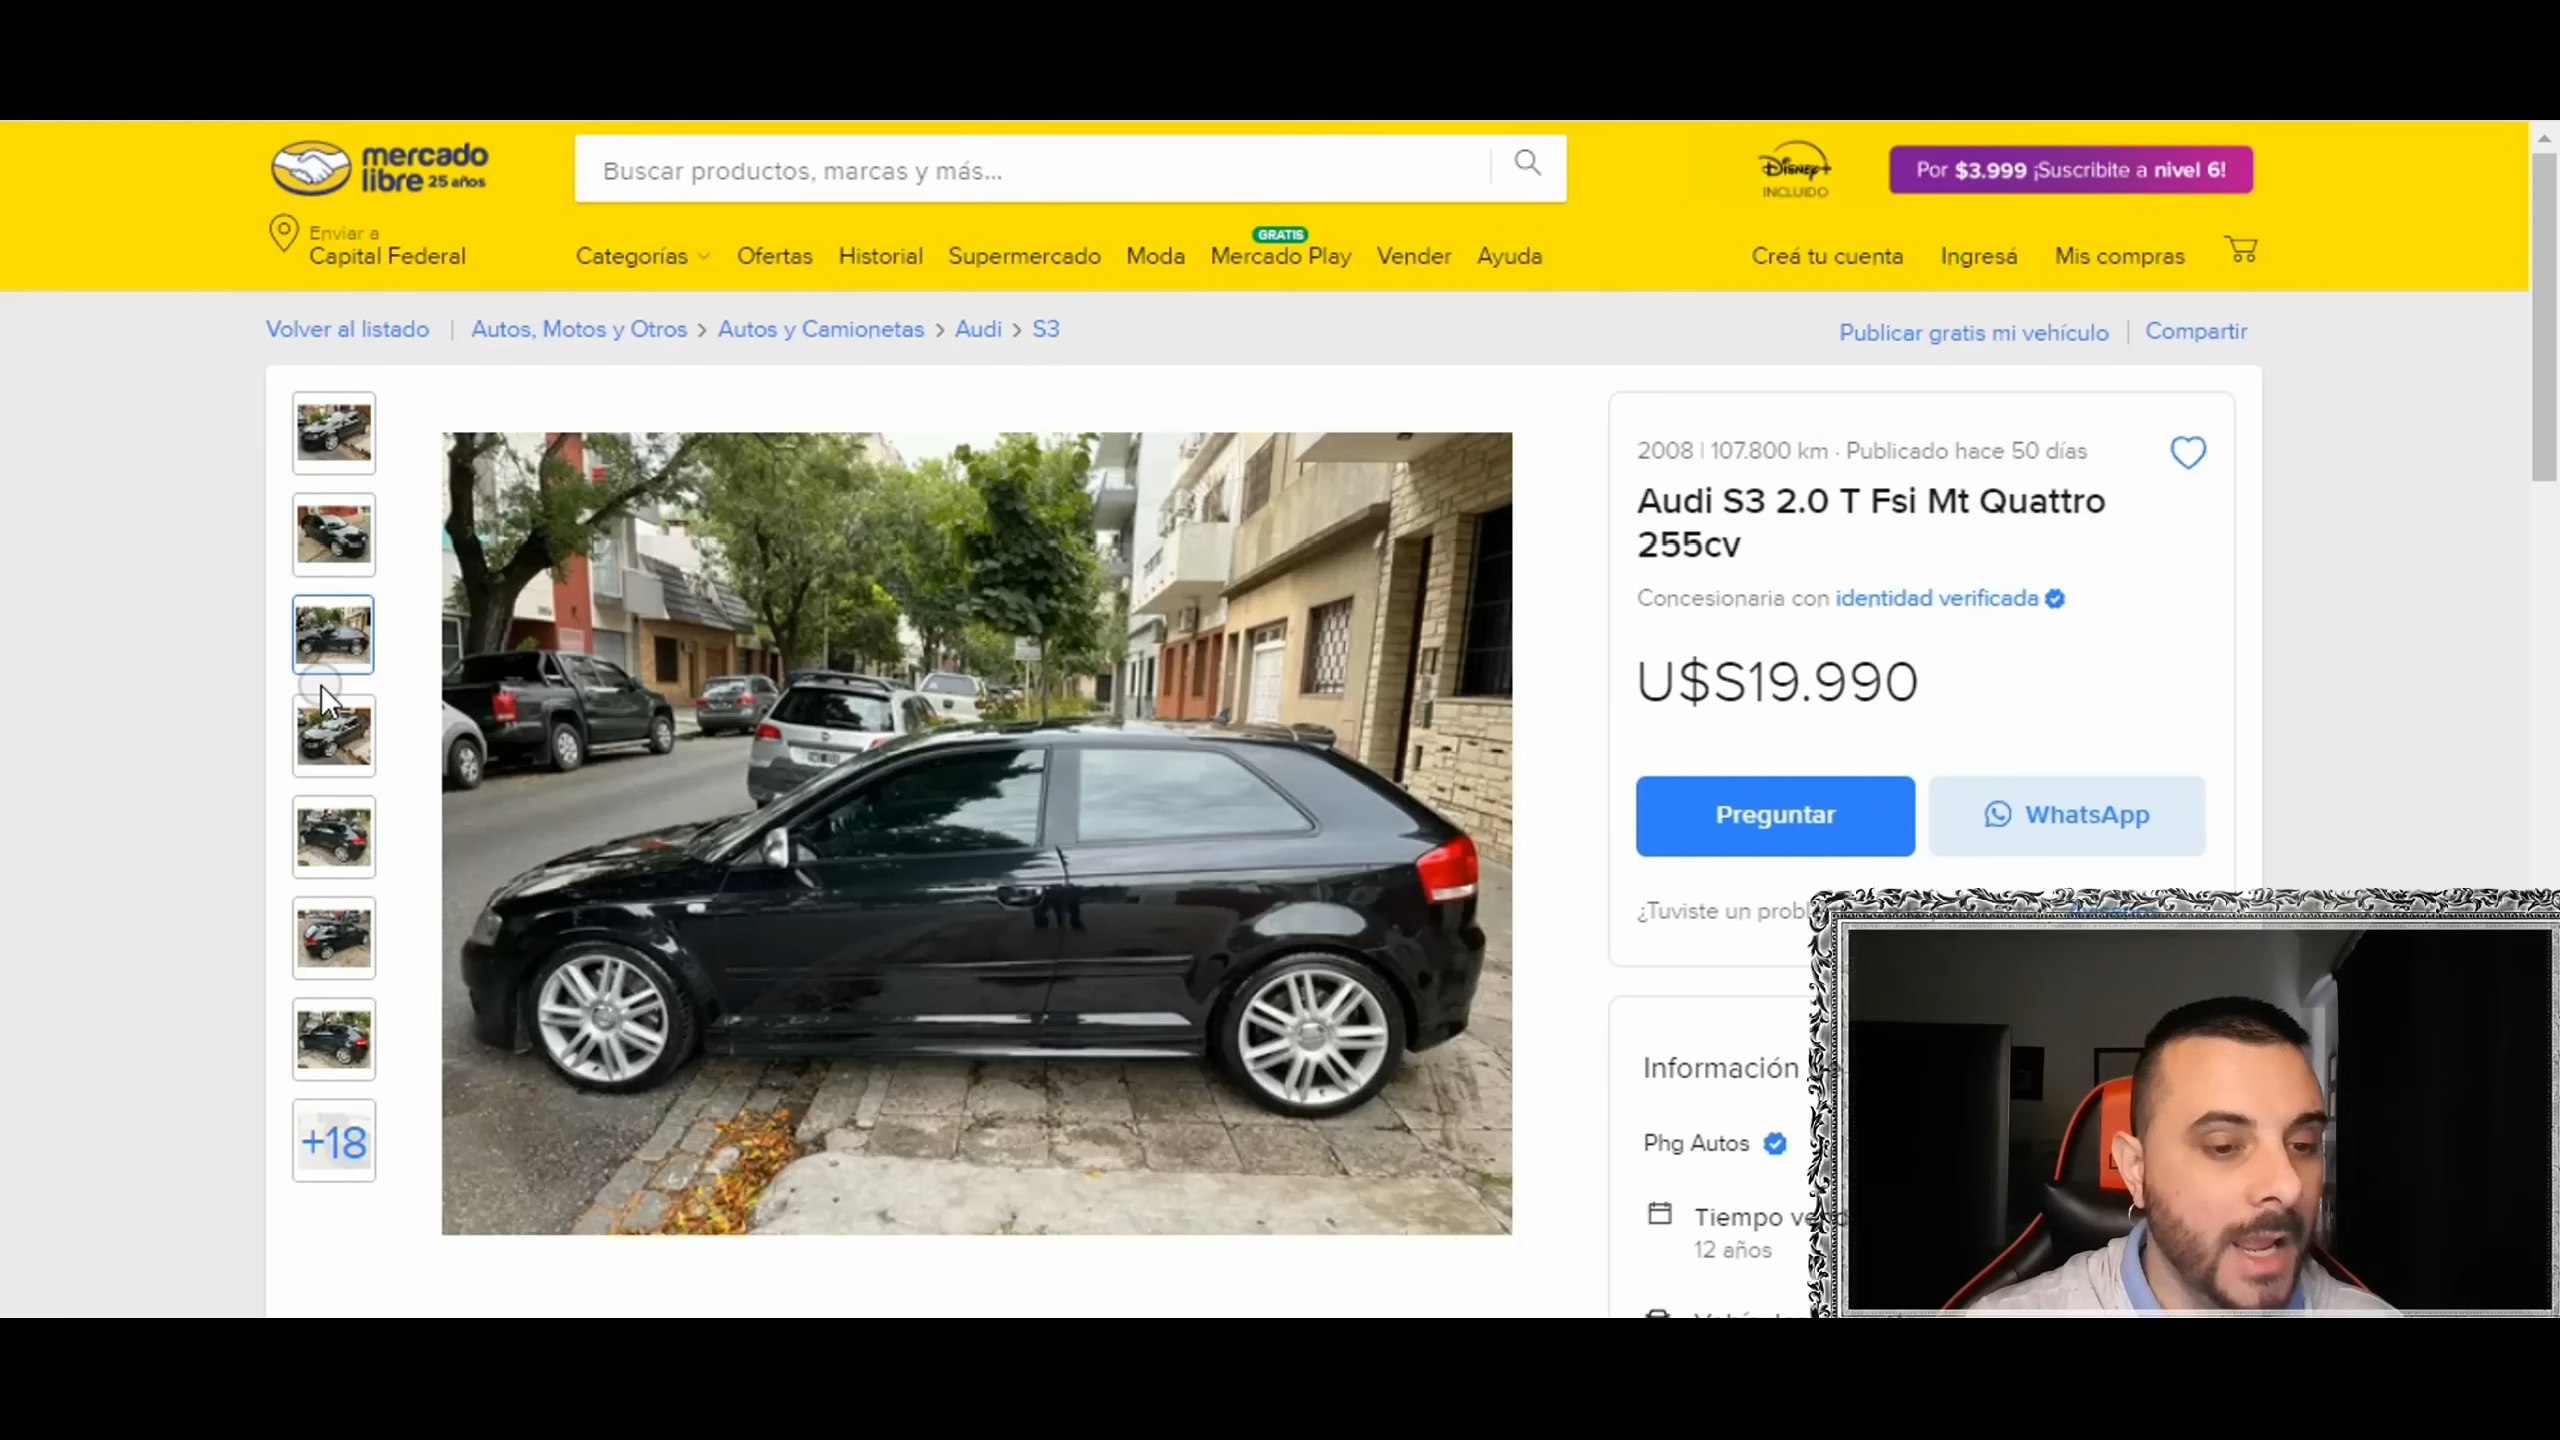 mercado
libre 25 años
Buscar productos, marcas y más...
DISNEY+
INCLUIDO
Por $3.999 ¡Suscribite a nivel 6!
Enviar a
Capital Federal
Categorías
Ofertas
Historial
Supermercado
Moda
GRATIS
Mercado Play
Vender
Ayuda
Creá tu cuenta
Ingresá
Mis compras
Volver al listado | Autos, Motos y Otros > Autos y Camionetas > Audi > S3
Publicar gratis mi vehículo | Compartir
2008 | 107.800 km · Publicado hace 50 días
Audi S3 2.0 T Fsi Mt Quattro
255cv
Concesionaria con identidad verificada
U$S19.990
Preguntar
WhatsApp
¿Tuviste un
Información
Phg Autos
+18
Tiempo
12 años